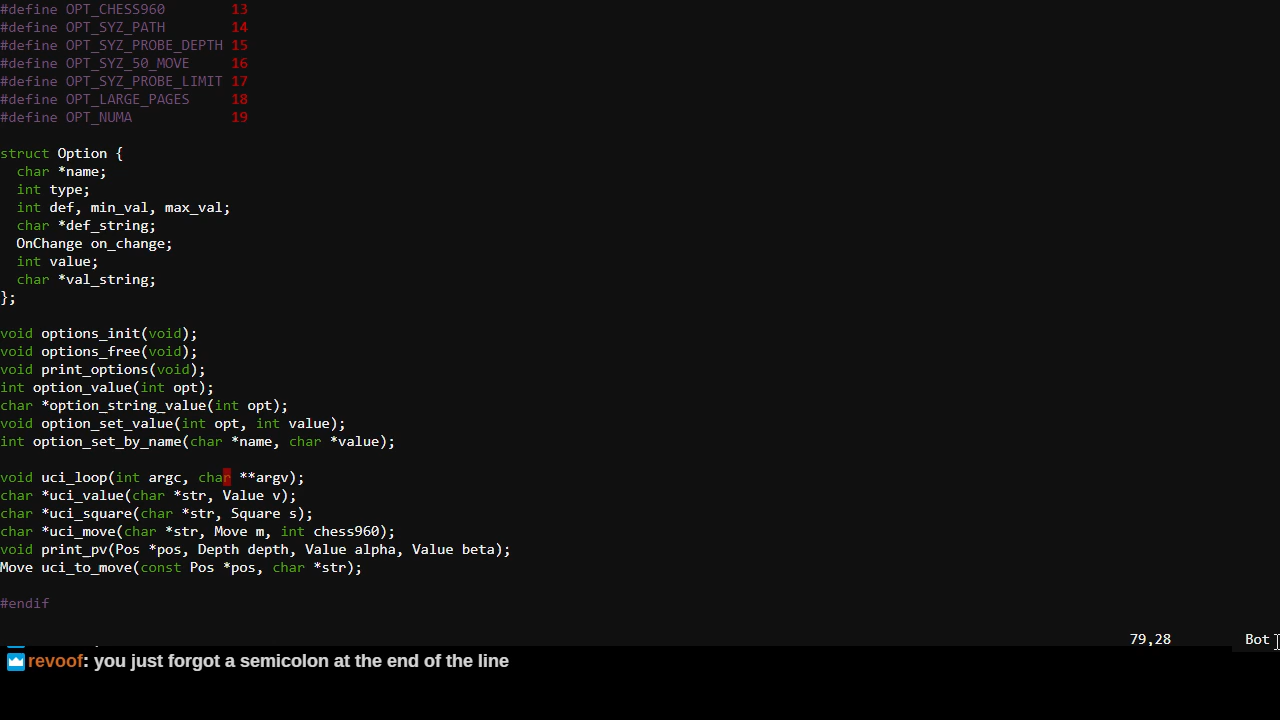 #define OPT_CHESS960        13
#define OPT_SYZ_PATH        14
#define OPT_SYZ_PROBE_DEPTH 15
#define OPT_SYZ_50_MOVE     16
#define OPT_SYZ_PROBE_LIMIT 17
#define OPT_LARGE_PAGES     18
#define OPT_NUMA            19
struct Option {
  char *name;
  int type;
  int def, min_val, max_val;
  char *def_string;
  OnChange on_change;
  int value;
  char *val_string;
};
void options_init(void);
void options_free(void);
void print_options(void);
int option_value(int opt);
char *option_string_value(int opt);
void option_set_value(int opt, int value);
int option_set_by_name(char *name, char *value);
void uci_loop(int argc, char **argv);
char *uci_value(char *str, Value v);
char *uci_square(char *str, Square s);
char *uci_move(char *str, Move m, int chess960);
void print_pv(Pos *pos, Depth depth, Value alpha, Value beta);
Move uci_to_move(const Pos *pos, char *str);
#endif
79,28 Bot
revoof: you just forgot a semicolon at the end of the line